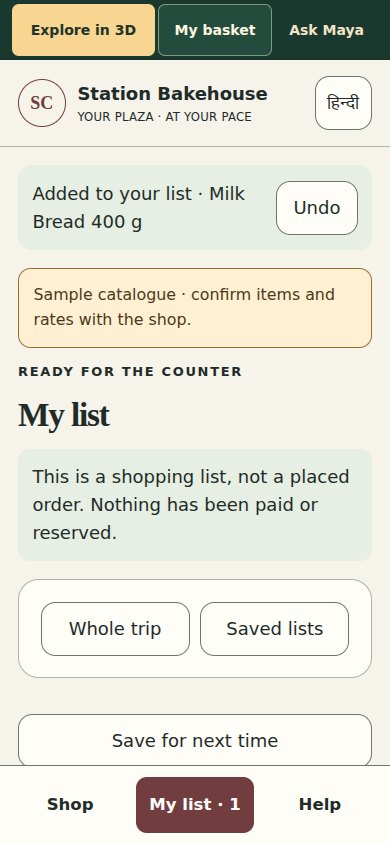 Explore in 3D
My basket
Ask Maya
SC
Station Bakehouse
YOUR PLAZA · AT YOUR PACE
हिन्दी
Added to your list · Milk
Bread 400 g
Undo
Sample catalogue · confirm items and
rates with the shop.
READY FOR THE COUNTER
My list
This is a shopping list, not a placed
order. Nothing has been paid or
reserved.
Whole trip
Saved lists
Save for next time
Shop
My list · 1
Help